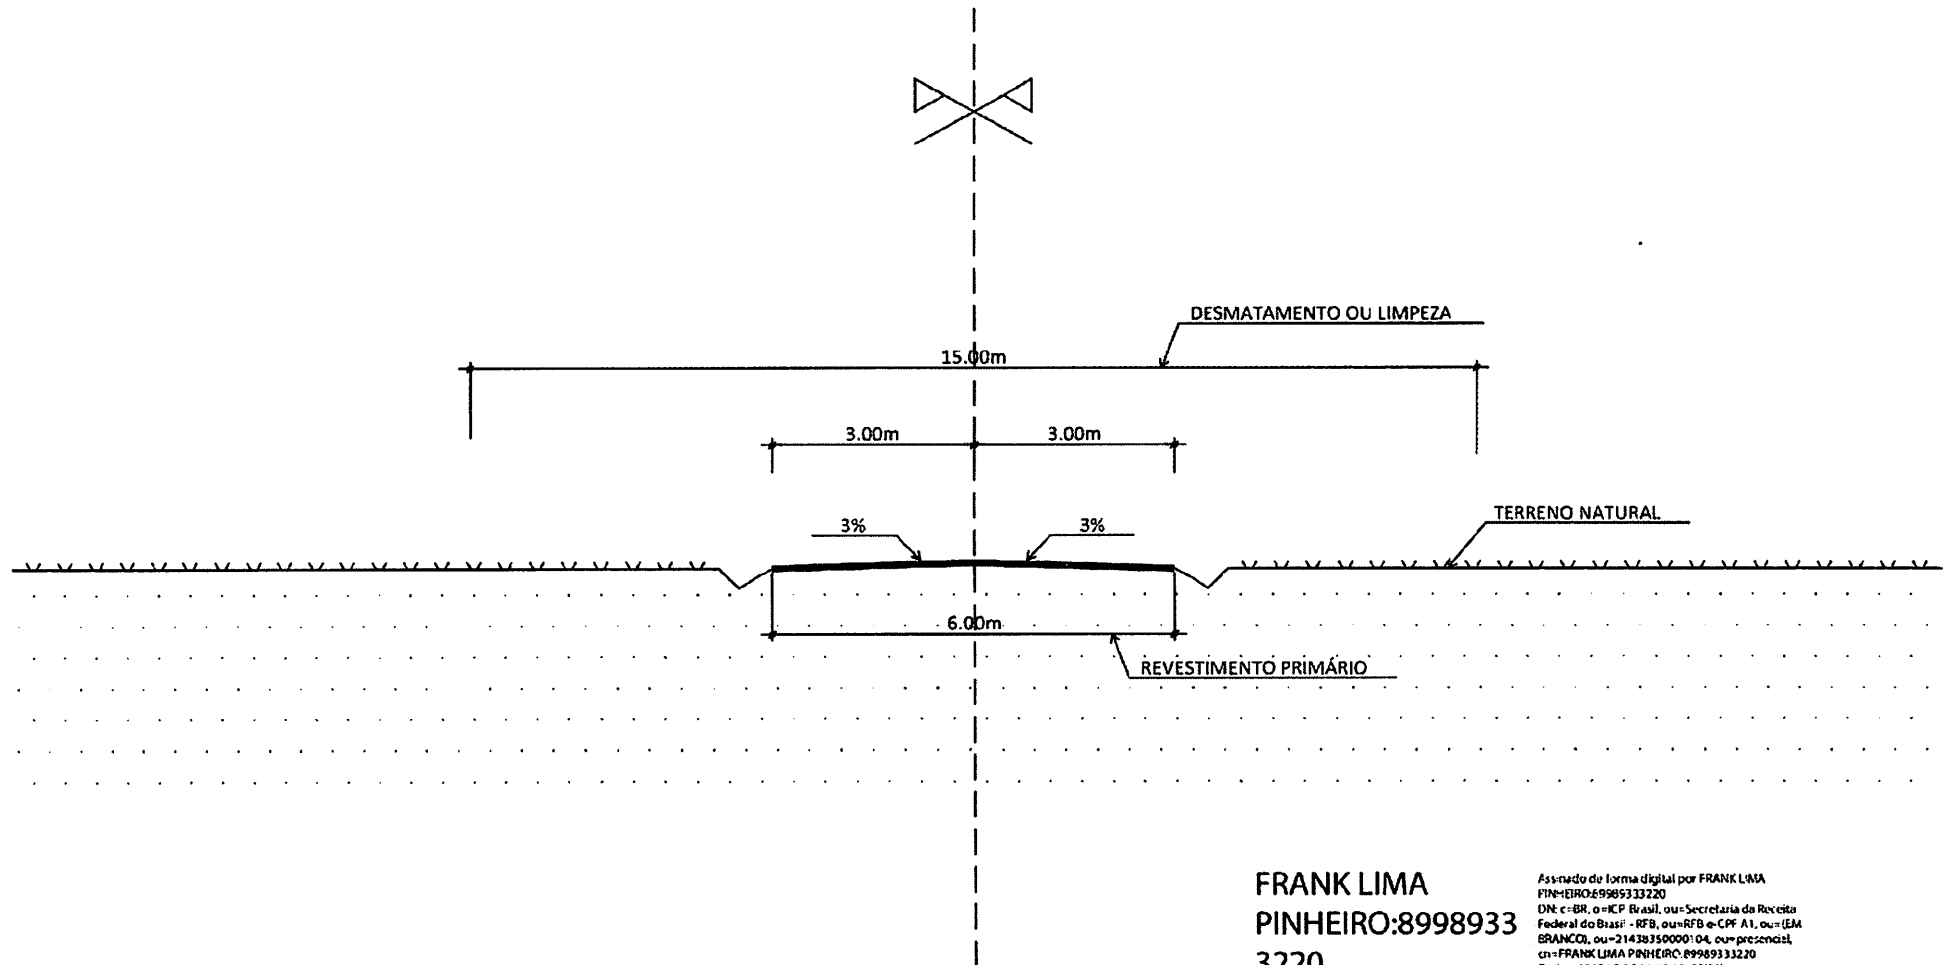 DESMATAMENTO OU LIMPEZA
15.00m
3.00m 3.00m
3% 3%
TERRENO NATURAL
6.00m
REVESTIMENTO PRIMÁRIO
FRANK LIMA
PINHEIRO:8998933
3220
Assinado de forma digital por FRANK LIMA
PINHEIRO:89989333220
DN: c=BR, o=ICP-Brasil, ou=Secretaria da Receita
Federal do Brasil - RFB, ou=RFB e-CPF A1, ou=(EM
BRANCO), ou=21438350000104, ou=presencial,
cn=FRANK LIMA PINHEIRO:89989333220